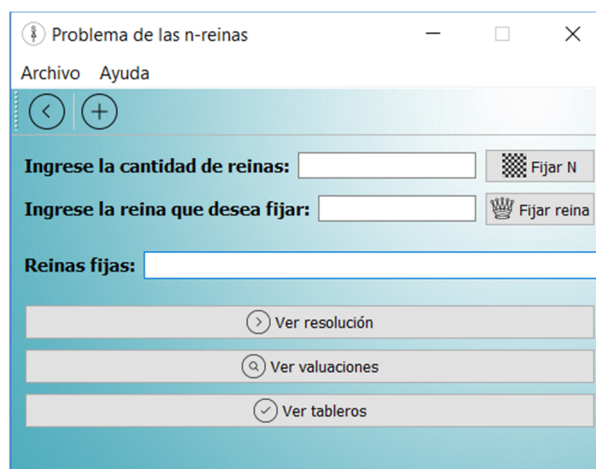 Problema de las n-reinas
Archivo Ayuda
Ingrese la cantidad de reinas: Fijar N
Ingrese la reina que desea fijar: Fijar reina
Reinas fijas:
Ver resolución
Ver valuaciones
Ver tableros